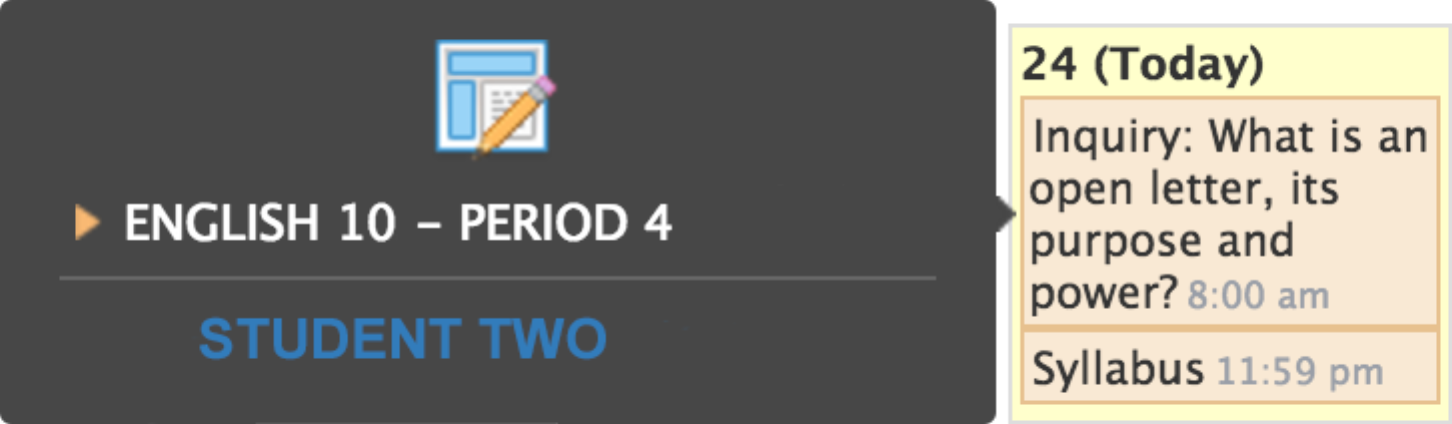 ENGLISH 10 – PERIOD 4
STUDENT TWO
24 (Today)
Inquiry: What is an
open letter, its
purpose and
power? 8:00 am
Syllabus 11:59 pm